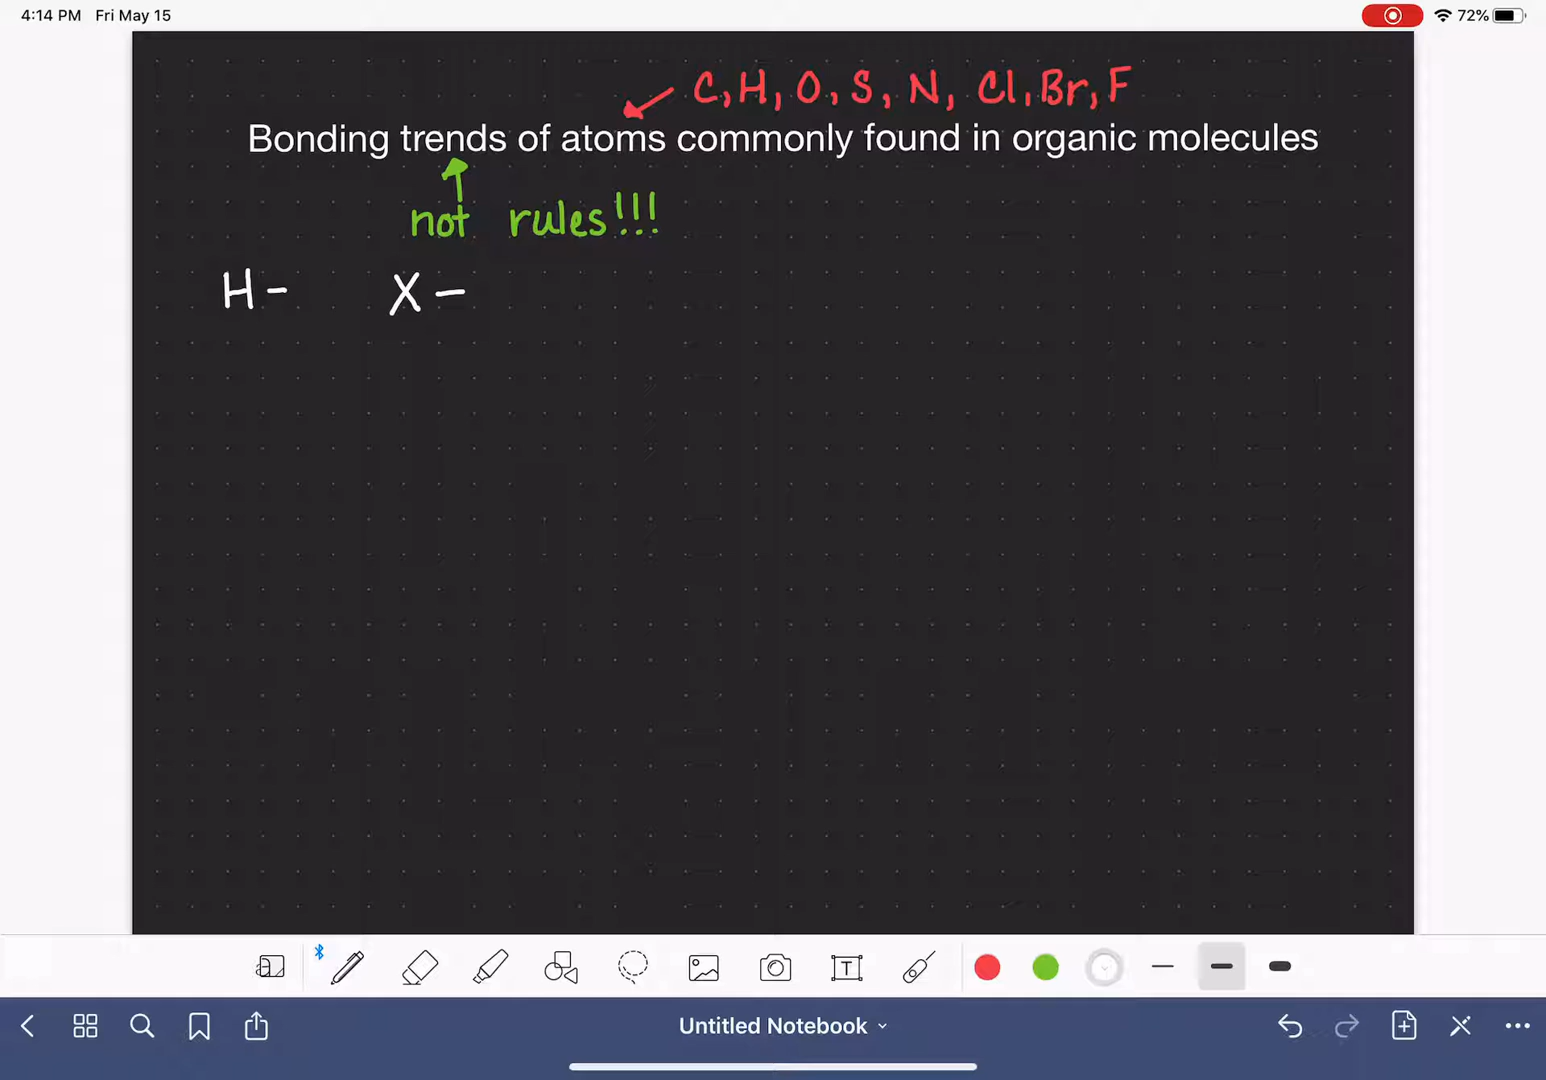 4:14 PM Fri May 15
72%
C, H, O, S, N, Cl, Br, F
Bonding trends of atoms commonly found in organic molecules
not rules!!!
H- X-
T
Untitled Notebook